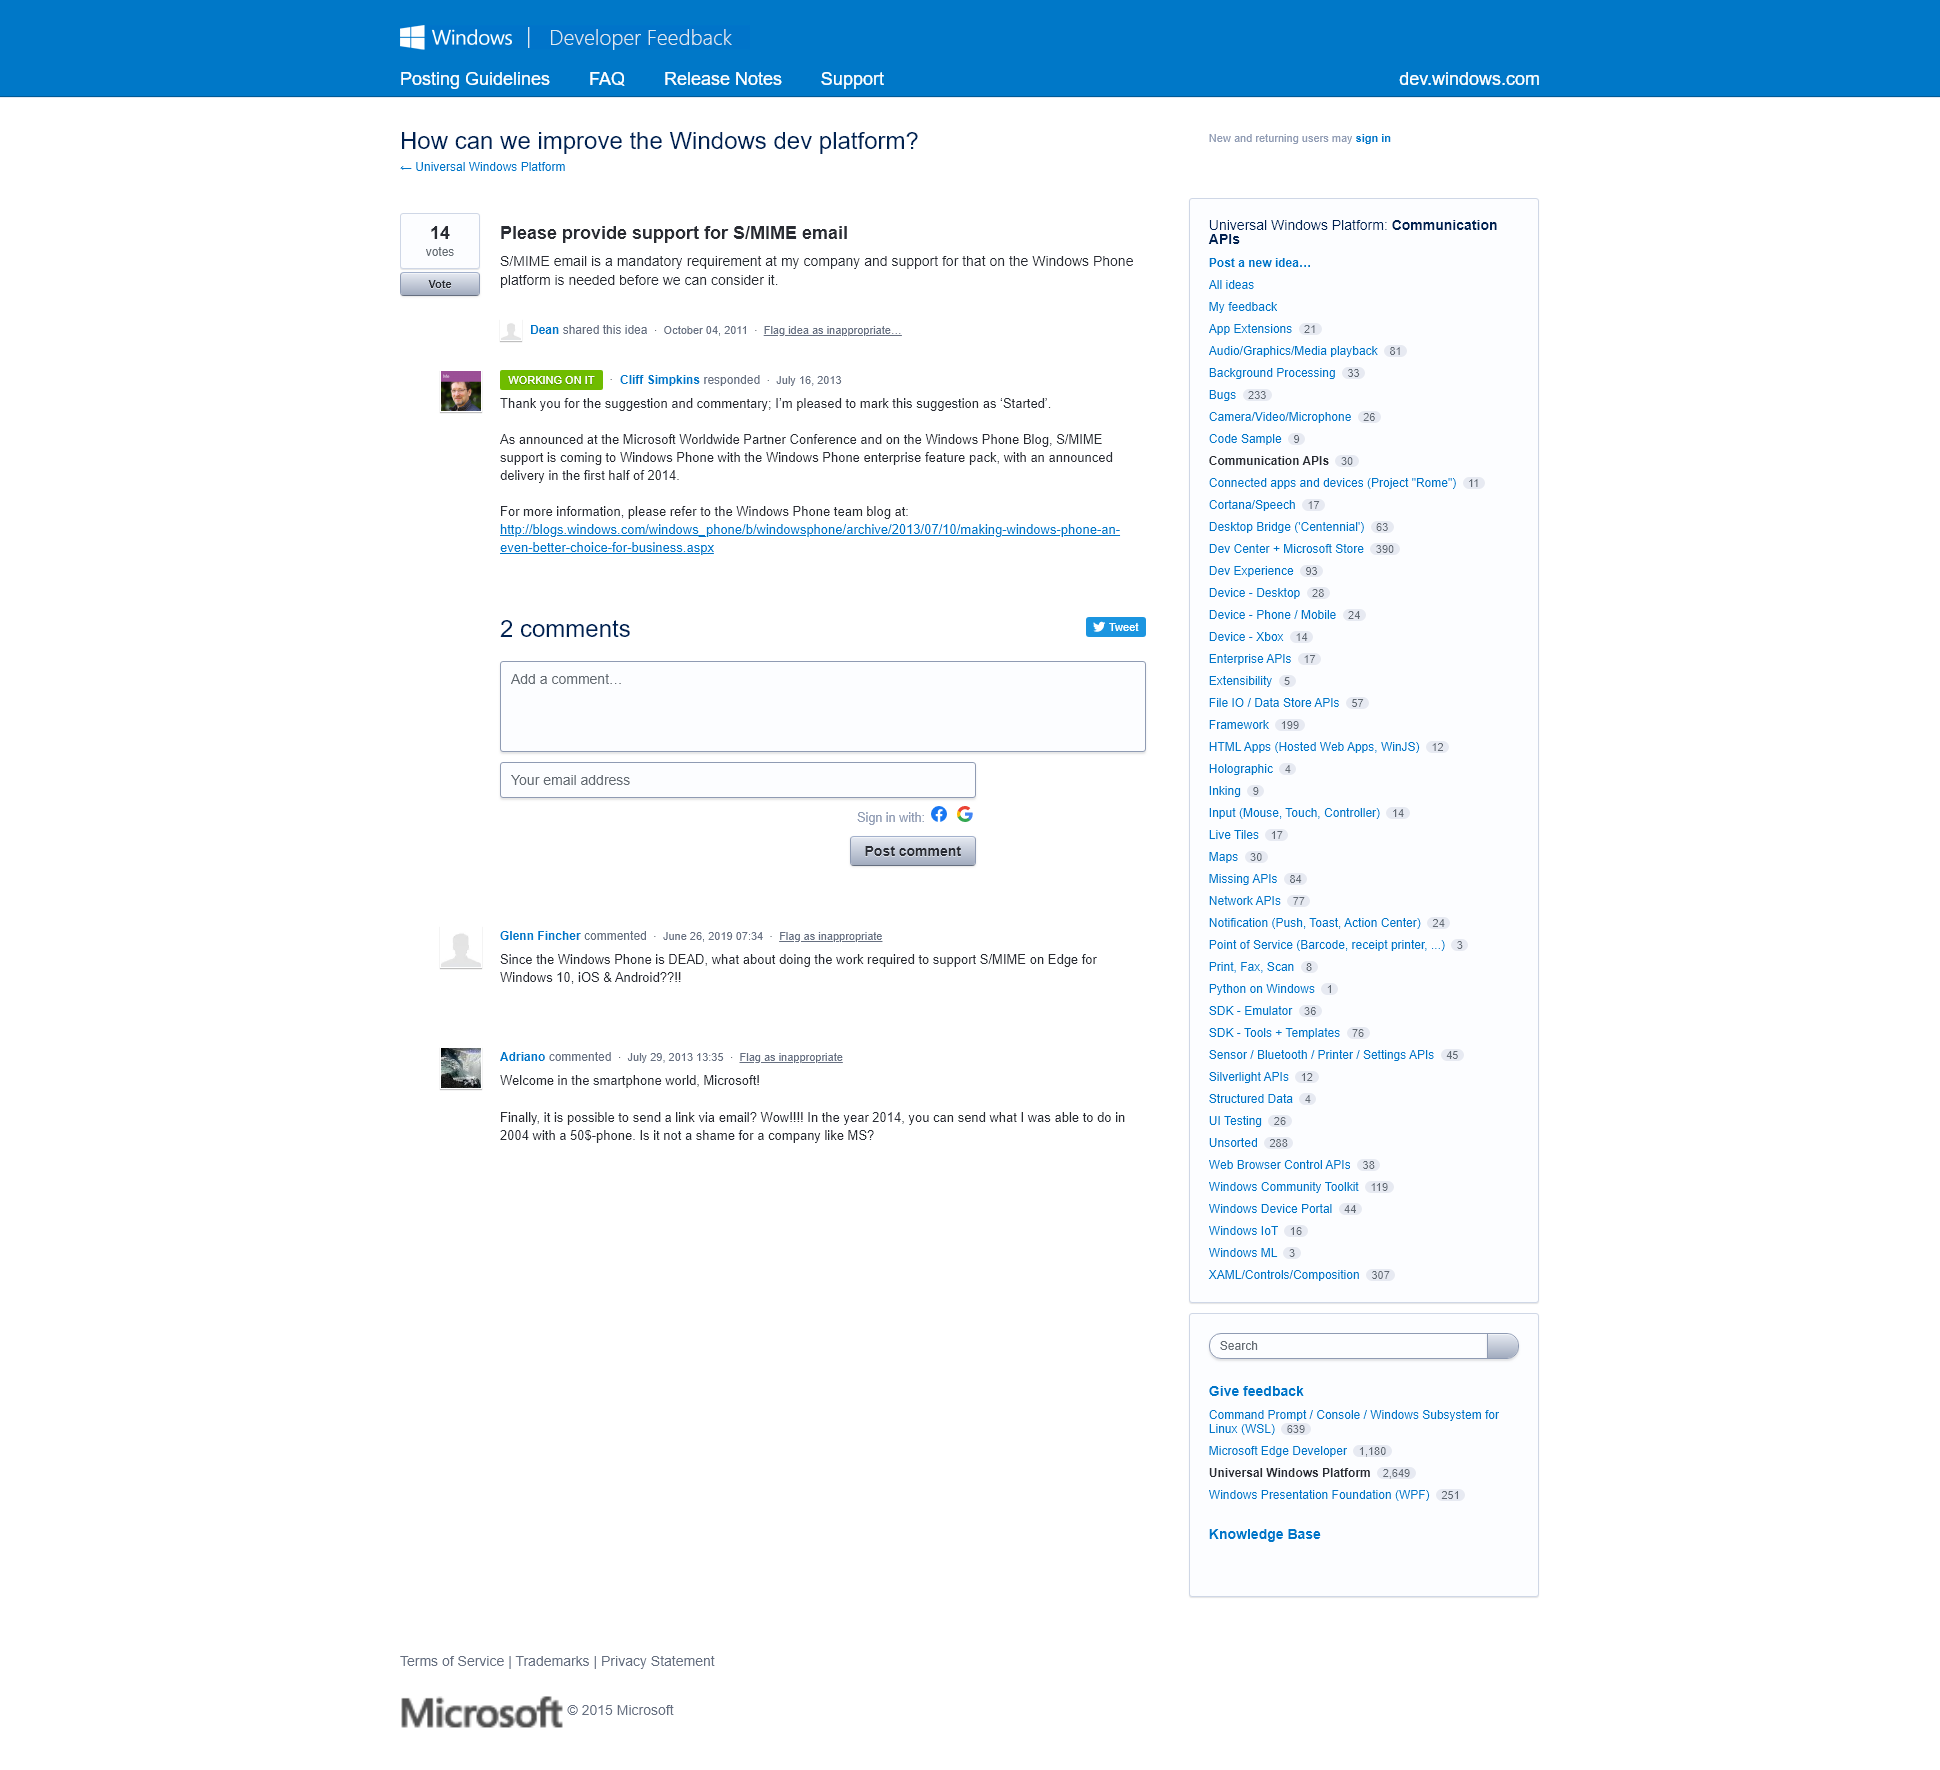 Windows | Developer Feedback
Posting Guidelines FAQ Release Notes Support dev.windows.com
How can we improve the Windows dev platform?
← Universal Windows Platform
New and returning users may sign in
14
votes
Vote
Please provide support for S/MIME email
S/MIME email is a mandatory requirement at my company and support for that on the Windows Phone
platform is needed before we can consider it.
Dean shared this idea · October 04, 2011 · Flag idea as inappropriate…
WORKING ON IT · Cliff Simpkins responded · July 16, 2013
Thank you for the suggestion and commentary; I’m pleased to mark this suggestion as ‘Started’.
As announced at the Microsoft Worldwide Partner Conference and on the Windows Phone Blog, S/MIME
support is coming to Windows Phone with the Windows Phone enterprise feature pack, with an announced
delivery in the first half of 2014.
For more information, please refer to the Windows Phone team blog at:
http://blogs.windows.com/windows_phone/b/windowsphone/archive/2013/07/10/making-windows-phone-an-
even-better-choice-for-business.aspx
2 comments
Tweet
Add a comment…
Your email address
Sign in with:
Post comment
Glenn Fincher commented · June 26, 2019 07:34 · Flag as inappropriate
Since the Windows Phone is DEAD, what about doing the work required to support S/MIME on Edge for
Windows 10, iOS & Android??!!
Adriano commented · July 29, 2013 13:35 · Flag as inappropriate
Welcome in the smartphone world, Microsoft!
Finally, it is possible to send a link via email? Wow!!!! In the year 2014, you can send what I was able to do in
2004 with a 50$-phone. Is it not a shame for a company like MS?
Universal Windows Platform: Communication
APIs
Post a new idea…
All ideas
My feedback
App Extensions 21
Audio/Graphics/Media playback 81
Background Processing 33
Bugs 233
Camera/Video/Microphone 26
Code Sample 9
Communication APIs 30
Connected apps and devices (Project "Rome") 11
Cortana/Speech 17
Desktop Bridge ('Centennial') 63
Dev Center + Microsoft Store 390
Dev Experience 93
Device - Desktop 28
Device - Phone / Mobile 24
Device - Xbox 14
Enterprise APIs 17
Extensibility 5
File IO / Data Store APIs 57
Framework 199
HTML Apps (Hosted Web Apps, WinJS) 12
Holographic 4
Inking 9
Input (Mouse, Touch, Controller) 14
Live Tiles 17
Maps 30
Missing APIs 84
Network APIs 77
Notification (Push, Toast, Action Center) 24
Point of Service (Barcode, receipt printer, ...) 3
Print, Fax, Scan 8
Python on Windows 1
SDK - Emulator 36
SDK - Tools + Templates 76
Sensor / Bluetooth / Printer / Settings APIs 45
Silverlight APIs 12
Structured Data 4
UI Testing 26
Unsorted 288
Web Browser Control APIs 38
Windows Community Toolkit 119
Windows Device Portal 44
Windows IoT 16
Windows ML 3
XAML/Controls/Composition 307
Search
Give feedback
Command Prompt / Console / Windows Subsystem for
Linux (WSL) 639
Microsoft Edge Developer 1,180
Universal Windows Platform 2,649
Windows Presentation Foundation (WPF) 251
Knowledge Base
Terms of Service | Trademarks | Privacy Statement
Microsoft © 2015 Microsoft